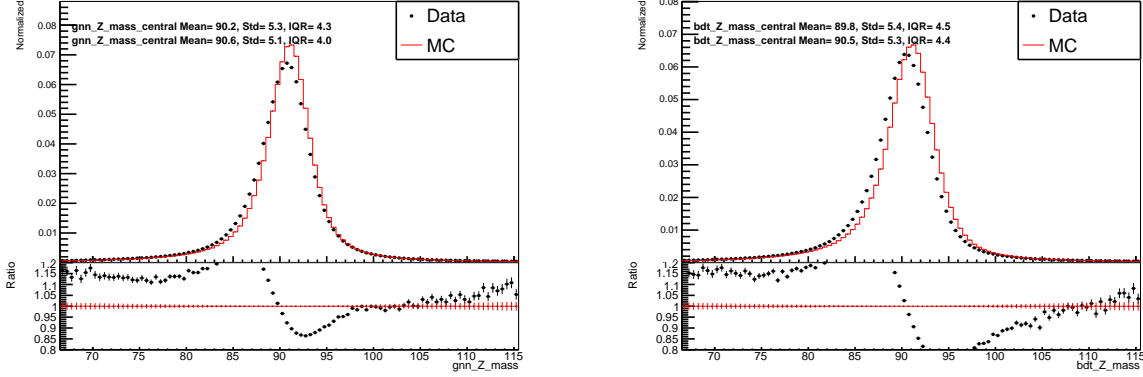 Normalized
0.08
0.07
0.06
0.05
0.04
0.03
0.02
0.01
gnn_Z_mass_central Mean= 90.2, Std= 5.3, IQR= 4.3
gnn_Z_mass_central Mean= 90.6, Std= 5.1, IQR= 4.0
Data
MC
Ratio
1.2
1.15
1.1
1.05
1
0.95
0.9
0.85
0.8
70 75 80 85 90 95 100 105 110 115
gnn_Z_mass
Normalized
0.08
0.07
0.06
0.05
0.04
0.03
0.02
0.01
bdt_Z_mass_central Mean= 89.8, Std= 5.4, IQR= 4.5
bdt_Z_mass_central Mean= 90.5, Std= 5.3, IQR= 4.4
Data
MC
Ratio
1.2
1.15
1.1
1.05
1
0.95
0.9
0.85
0.8
70 75 80 85 90 95 100 105 110 115
bdt_Z_mass